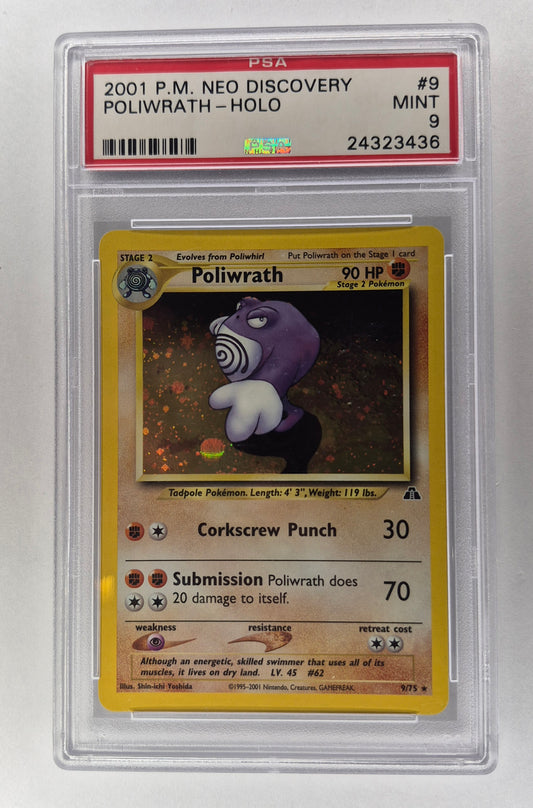 PSA
2001 P.M. NEO DISCOVERY #9
POLIWRATH - HOLO MINT
9
24323436
STAGE 2 Evolves from Poliwhirl Put Poliwrath on the Stage 1 card
Poliwrath 90 HP
Stage 2 Pokémon
Tadpole Pokémon. Length: 4' 3", Weight: 119 lbs.
Corkscrew Punch 30
Submission Poliwrath does
20 damage to itself. 70
weakness resistance retreat cost
Although an energetic, skilled swimmer that uses all of its
muscles, it lives on dry land. LV. 45 #62
Illus. Shin-ichi Yoshida ©1995-2001 Nintendo, Creatures, GAMEFREAK. 9/75 ★